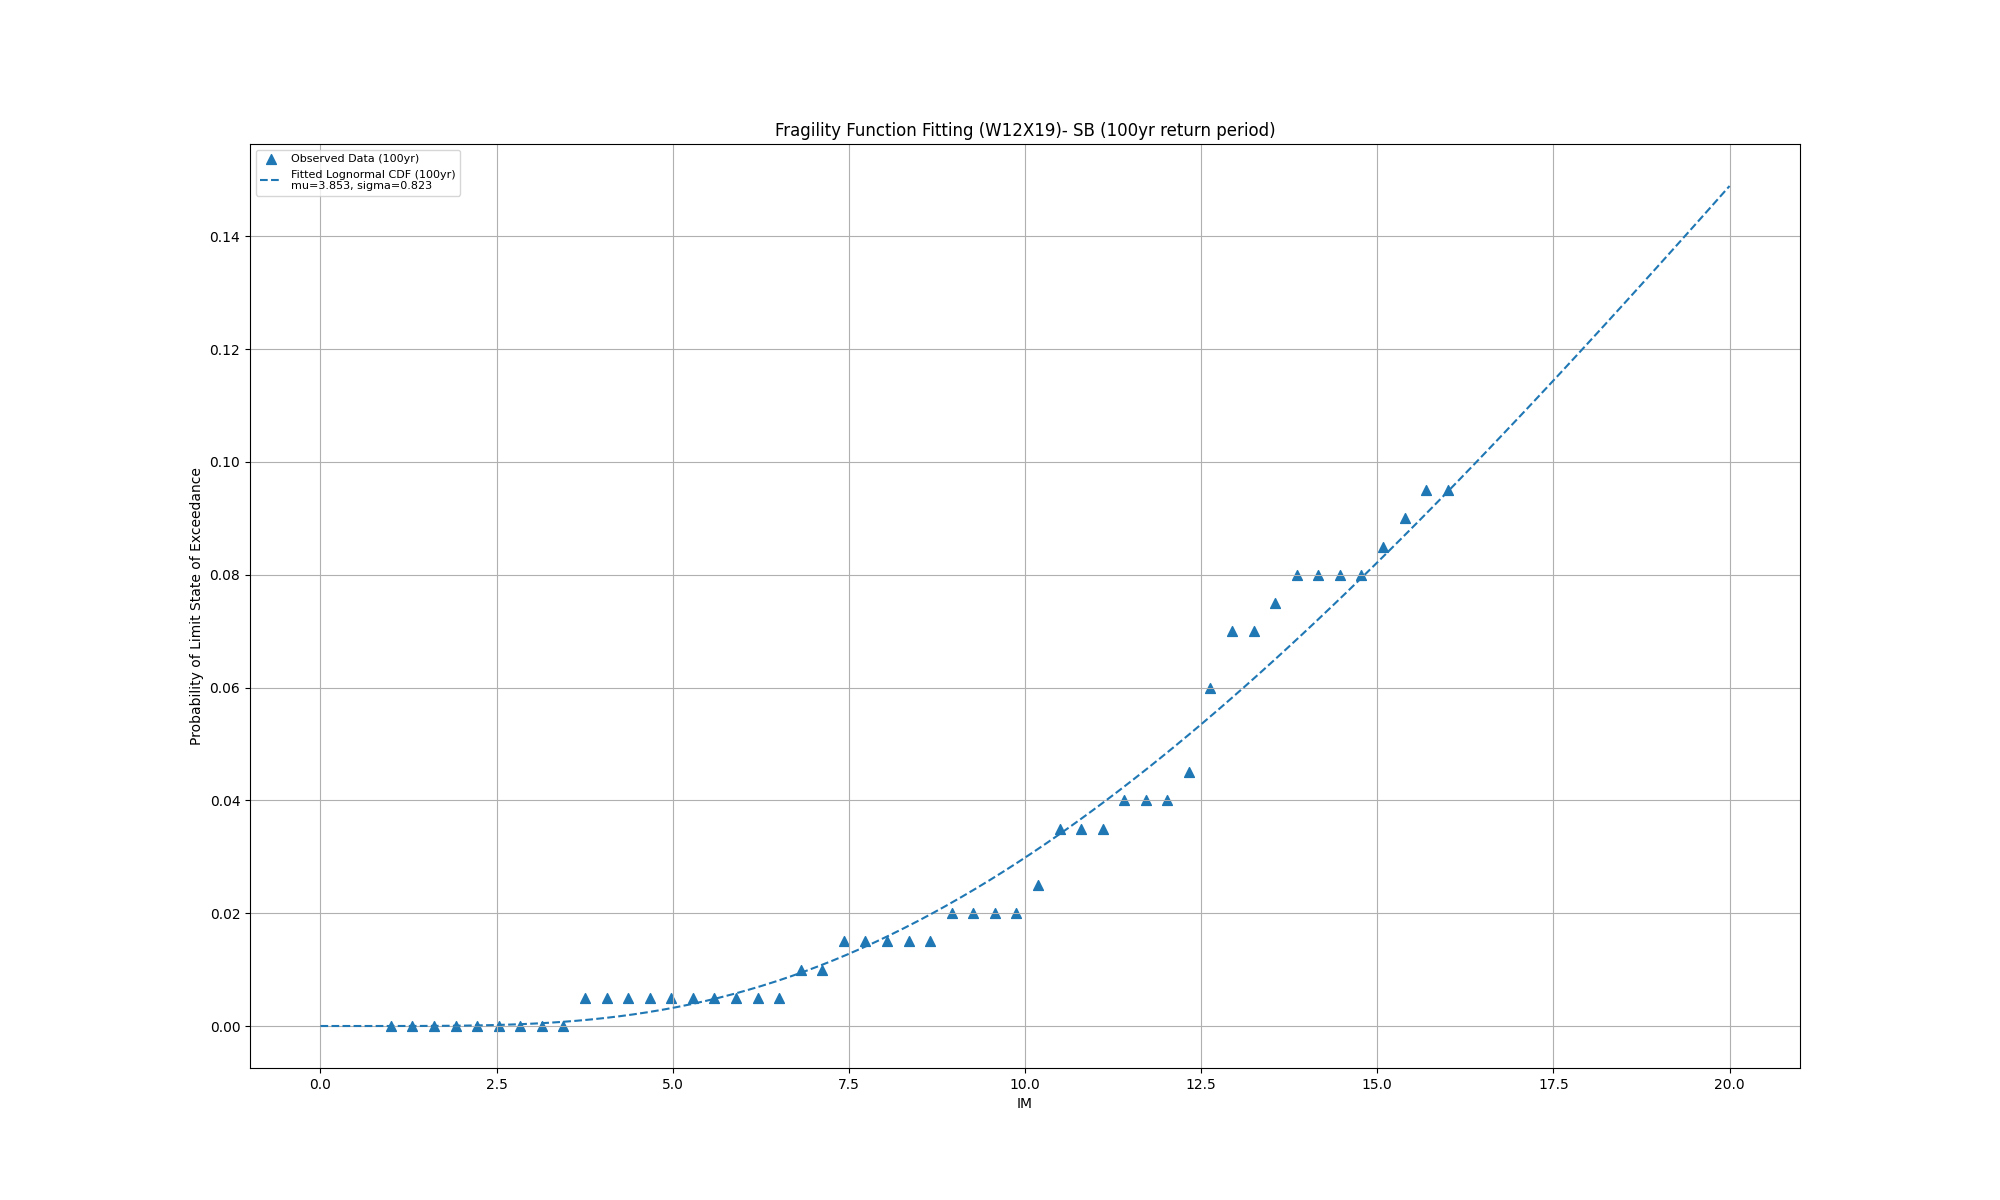 Fragility Function Fitting (W12X19)- SB (100yr return period)
Observed Data (100yr)
Fitted Lognormal CDF (100yr)
mu=3.853, sigma=0.823
Probability of Limit State of Exceedance
0.14
0.12
0.10
0.08
0.06
0.04
0.02
0.00
0.0 2.5 5.0 7.5 10.0 12.5 15.0 17.5 20.0
IM